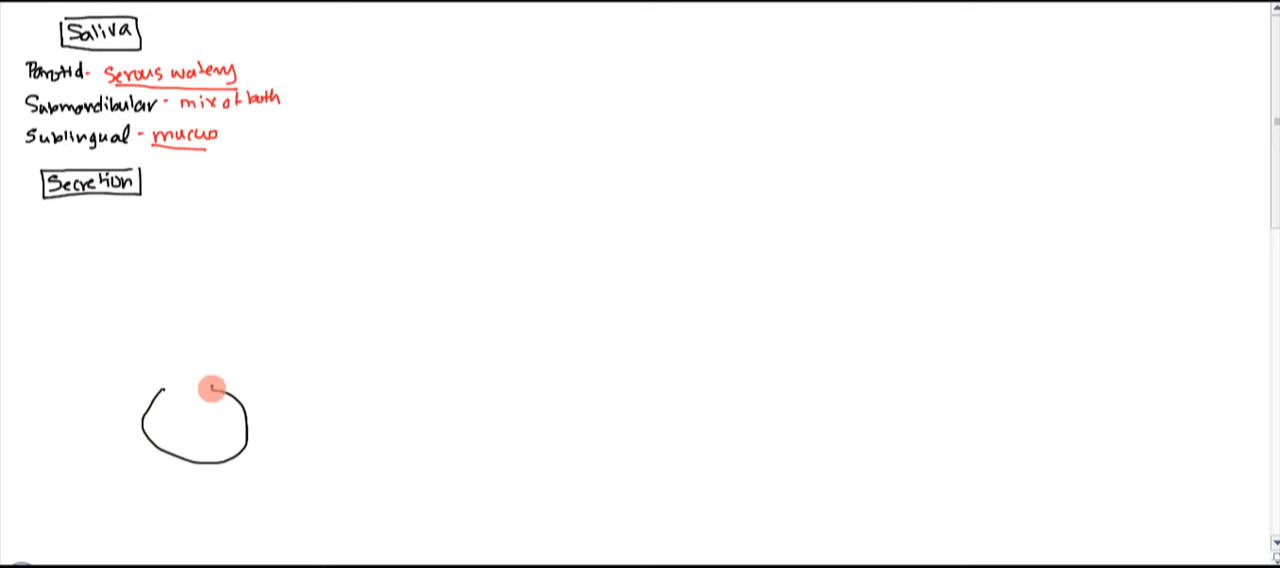 Saliva
Parotid - Serous watery
Submandibular - mix of both
Sublingual - mucus
Secretion